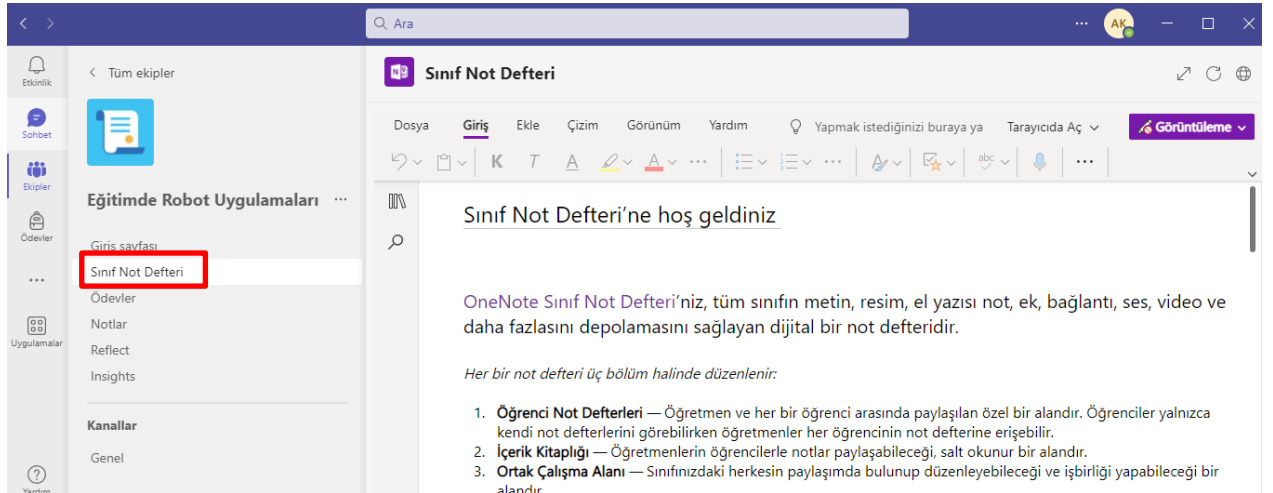 Ara
AK
Etkinlik
Sohbet
Ekipler
Ödevler
Uygulamalar
Yardım
Tüm ekipler
Eğitimde Robot Uygulamaları ...
Giriş sayfası
Sınıf Not Defteri
Ödevler
Notlar
Reflect
Insights
Kanallar
Genel
Sınıf Not Defteri
Dosya Giriş Ekle Çizim Görünüm Yardım Yapmak istediğinizi buraya ya Tarayıcıda Aç Görüntüleme
K T A A abc
Sınıf Not Defteri’ne hoş geldiniz
OneNote Sınıf Not Defteri’niz, tüm sınıfın metin, resim, el yazısı not, ek, bağlantı, ses, video ve
daha fazlasını depolamasını sağlayan dijital bir not defteridir.
Her bir not defteri üç bölüm halinde düzenlenir:
1. Öğrenci Not Defterleri — Öğretmen ve her bir öğrenci arasında paylaşılan özel bir alandır. Öğrenciler yalnızca
kendi not defterlerini görebilirken öğretmenler her öğrencinin not defterine erişebilir.
2. İçerik Kitaplığı — Öğretmenlerin öğrencilerle notlar paylaşabileceği, salt okunur bir alandır.
3. Ortak Çalışma Alanı — Sınıfınızdaki herkesin paylaşımda bulunup düzenleyebileceği ve işbirliği yapabileceği bir
alandır.